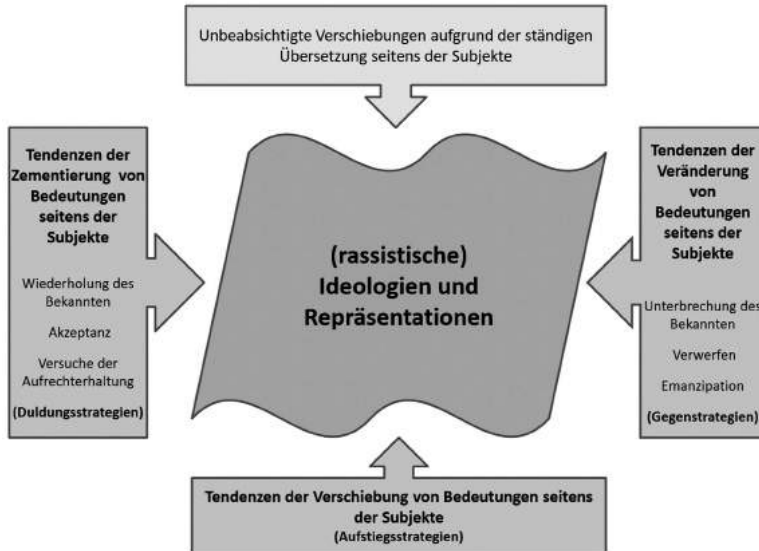 Unbeabsichtigte Verschiebungen aufgrund der ständigen
Übersetzung seitens der Subjekte
Tendenzen der
Zementierung von
Bedeutungen
seitens der
Subjekte
Wiederholung des
Bekannten
Akzeptanz
Versuche der
Aufrechterhaltung
(Duldungsstrategien)
(rassistische)
Ideologien und
Repräsentationen
Tendenzen der
Veränderung
von
Bedeutungen
seitens der
Subjekte
Unterbrechung des
Bekannten
Verwerfen
Emanzipation
(Gegenstrategien)
Tendenzen der Verschiebung von Bedeutungen seitens
der Subjekte
(Aufstiegsstrategien)